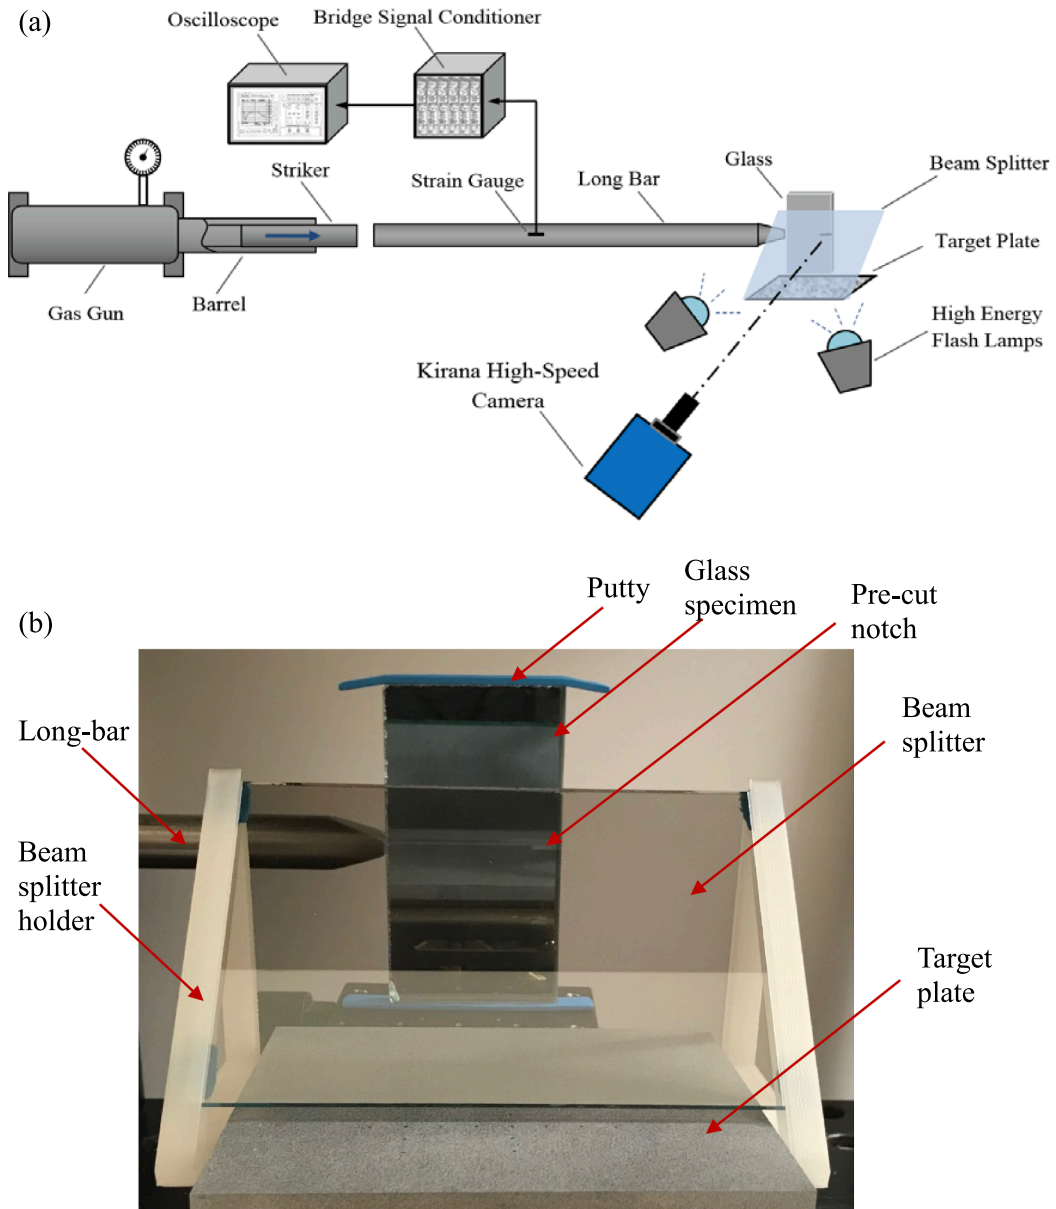 (a)
Oscilloscope
Bridge Signal Conditioner
Striker
Strain Gauge
Long Bar
Glass
Beam Splitter
Target Plate
Gas Gun
Barrel
High Energy
Flash Lamps
Kirana High-Speed
Camera
(b)
Putty
Glass
specimen
Pre-cut
notch
Long-bar
Beam
splitter
Beam
splitter
holder
Target
plate